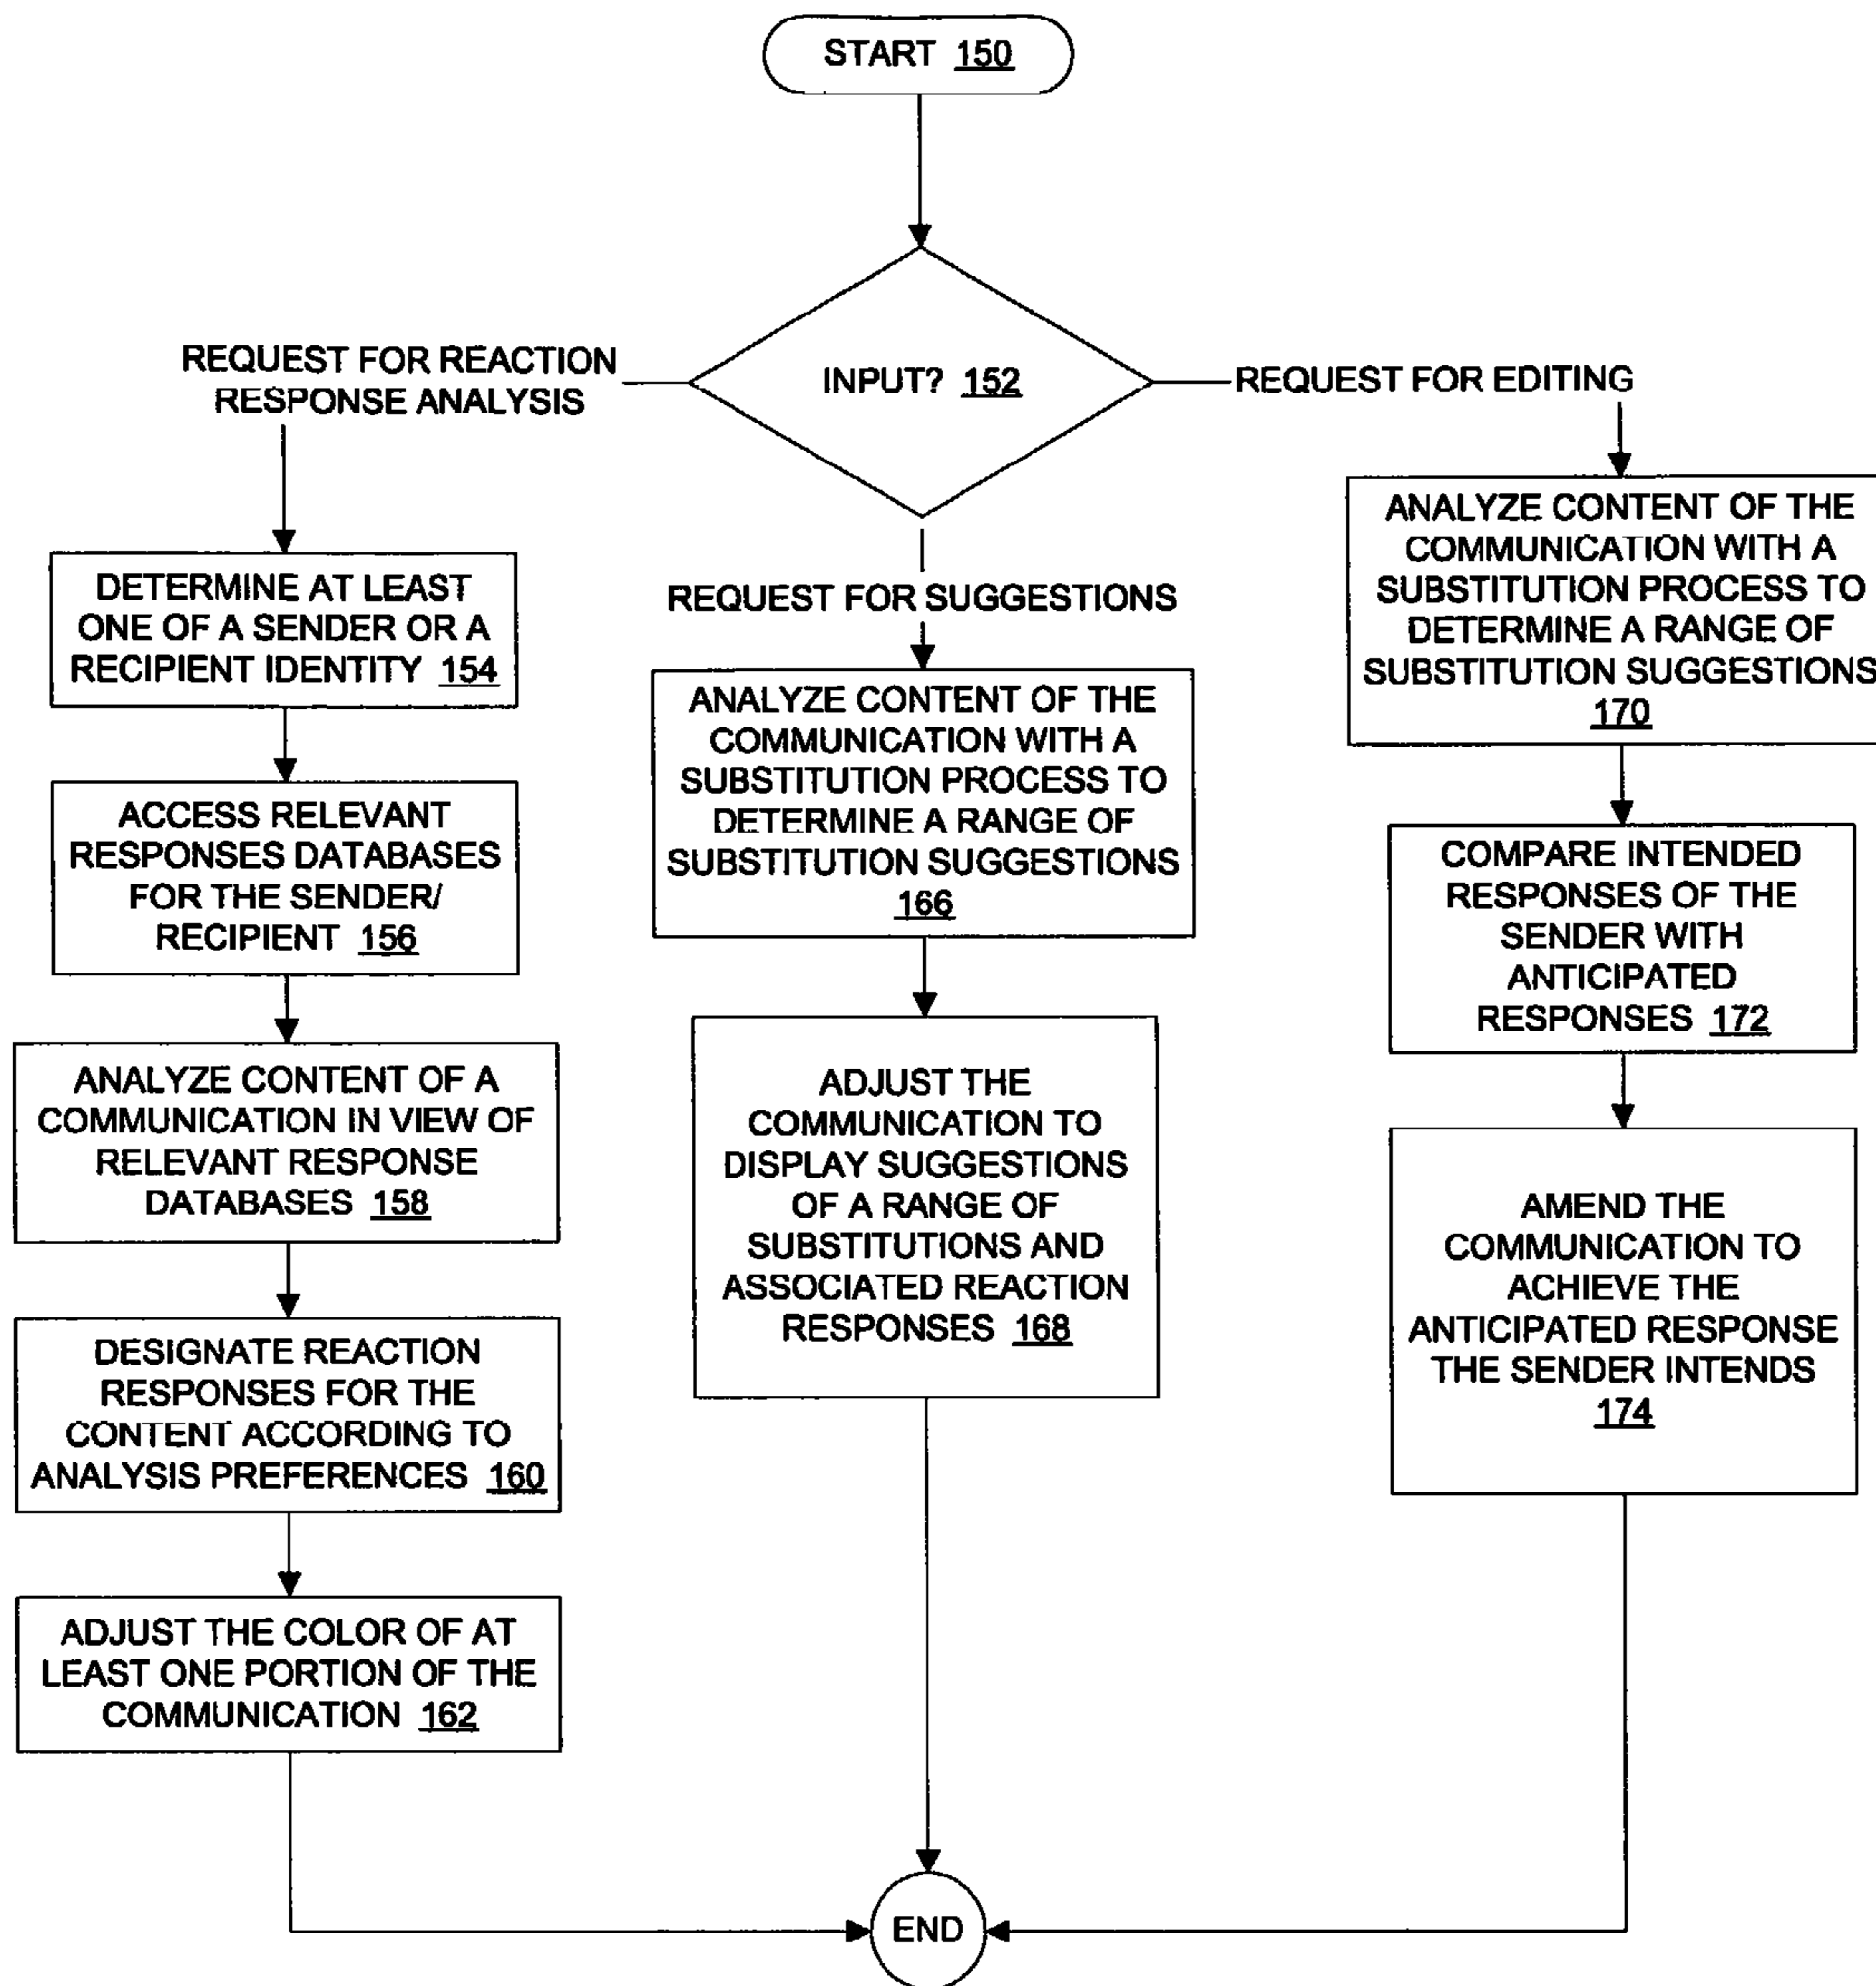 START 150
INPUT? 152
REQUEST FOR REACTION
RESPONSE ANALYSIS
DETERMINE AT LEAST
ONE OF A SENDER OR A
RECIPIENT IDENTITY 154
ACCESS RELEVANT
RESPONSES DATABASES
FOR THE SENDER/
RECIPIENT 156
ANALYZE CONTENT OF A
COMMUNICATION IN VIEW OF
RELEVANT RESPONSE
DATABASES 158
DESIGNATE REACTION
RESPONSES FOR THE
CONTENT ACCORDING TO
ANALYSIS PREFERENCES 160
ADJUST THE COLOR OF AT
LEAST ONE PORTION OF THE
COMMUNICATION 162
REQUEST FOR SUGGESTIONS
ANALYZE CONTENT OF THE
COMMUNICATION WITH A
SUBSTITUTION PROCESS TO
DETERMINE A RANGE OF
SUBSTITUTION SUGGESTIONS
166
ADJUST THE
COMMUNICATION TO
DISPLAY SUGGESTIONS
OF A RANGE OF
SUBSTITUTIONS AND
ASSOCIATED REACTION
RESPONSES 168
REQUEST FOR EDITING
ANALYZE CONTENT OF THE
COMMUNICATION WITH A
SUBSTITUTION PROCESS TO
DETERMINE A RANGE OF
SUBSTITUTION SUGGESTIONS
170
COMPARE INTENDED
RESPONSES OF THE
SENDER WITH
ANTICIPATED
RESPONSES 172
AMEND THE
COMMUNICATION TO
ACHIEVE THE
ANTICIPATED RESPONSE
THE SENDER INTENDS
174
END